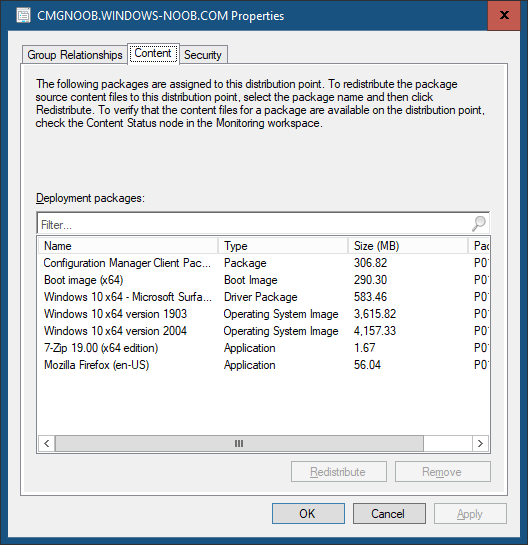 CMGNOOB.WINDOWS-NOOB.COM Properties
Group Relationships Content Security
The following packages are assigned to this distribution point. To redistribute the package
source content files to this distribution point, select the package name and then click
Redistribute. To verify that the content files for a package are available on the distribution point,
check the Content Status node in the Monitoring workspace.
Deployment packages:
Filter...
Name Type Size (MB) Pac
Configuration Manager Client Pac... Package 306.82 P01
Boot image (x64) Boot Image 290.30 P01
Windows 10 x64 - Microsoft Surfa... Driver Package 583.46 P01
Windows 10 x64 version 1903 Operating System Image 3,615.82 P01
Windows 10 x64 version 2004 Operating System Image 4,157.33 P01
7-Zip 19.00 (x64 edition) Application 1.67 P01
Mozilla Firefox (en-US) Application 56.04 P01
Redistribute Remove
OK Cancel Apply